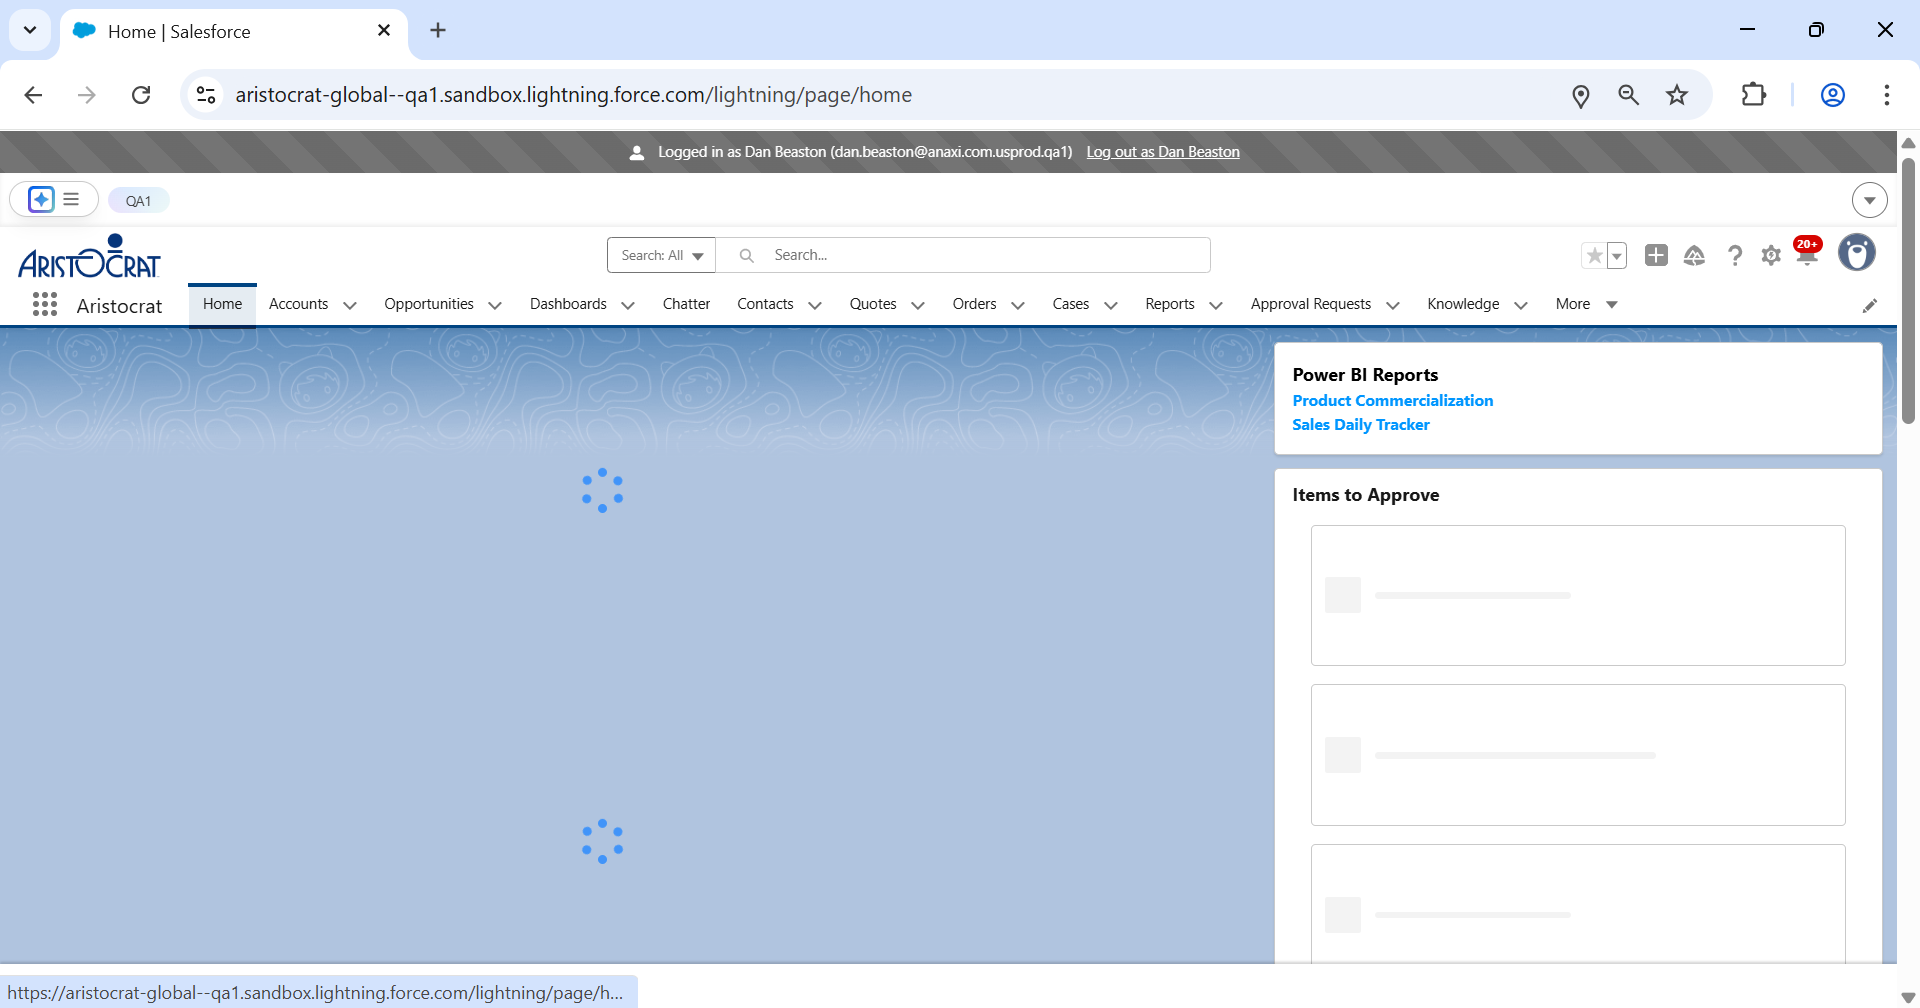 Home | Salesforce
aristocrat-global--qa1.sandbox.lightning.force.com/lightning/page/home
Logged in as Dan Beaston (dan.beaston@anaxi.com.usprod.qa1) Log out as Dan Beaston
QA1
ARISTOCRAT
Search: All
Search...
20+
Aristocrat
Home Accounts Opportunities Dashboards Chatter Contacts Quotes Orders Cases Reports Approval Requests Knowledge More
Power BI Reports
Product Commercialization
Sales Daily Tracker
Items to Approve
https://aristocrat-global--qa1.sandbox.lightning.force.com/lightning/page/h...